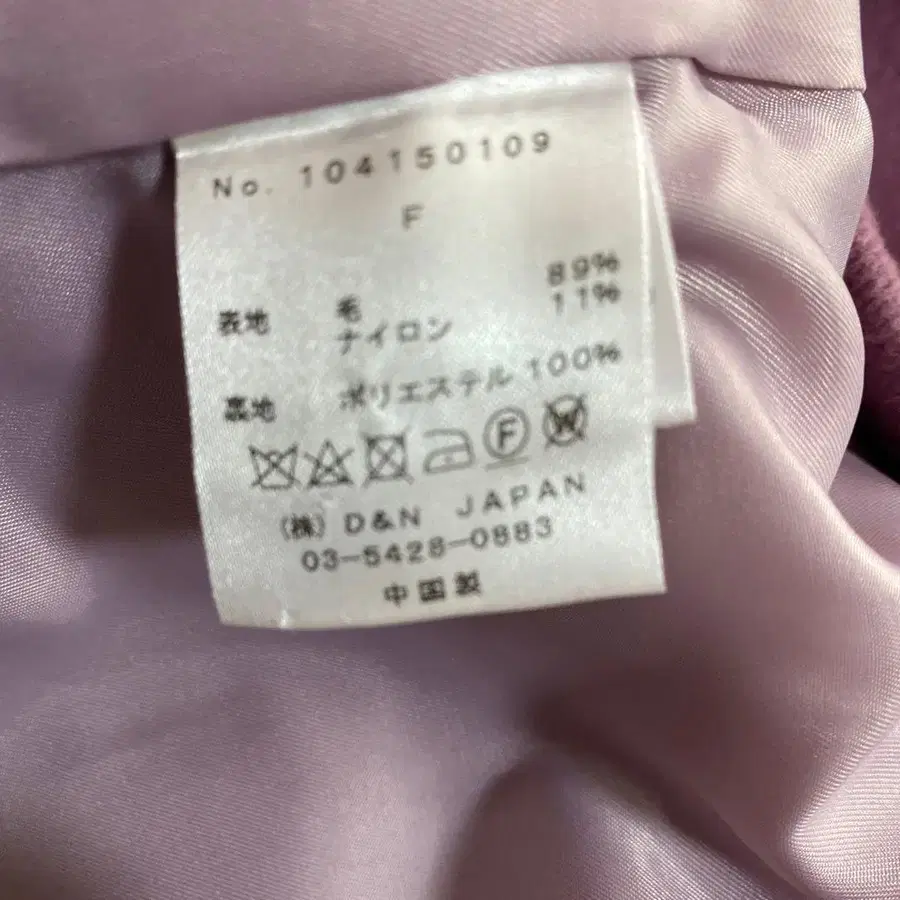 No. 104150109
F
表地 毛 89%
ナイロン 11%
裏地 ポリエステル 100%
F W
(株) D&N JAPAN
03-5428-0883
中国製